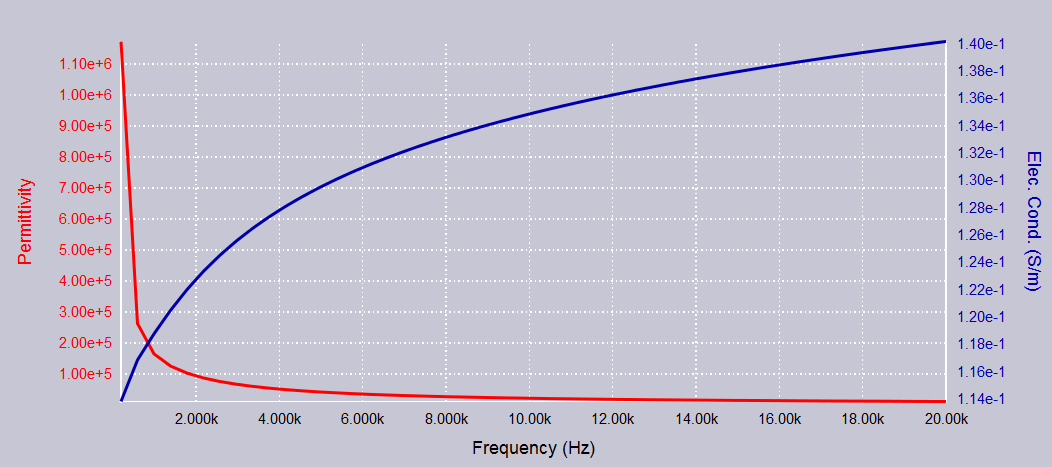 Permittivity
1.10e+6
1.00e+6
9.00e+5
8.00e+5
7.00e+5
6.00e+5
5.00e+5
4.00e+5
3.00e+5
2.00e+5
1.00e+5
1.40e-1
1.38e-1
1.36e-1
1.34e-1
1.32e-1
1.30e-1
1.28e-1
1.26e-1
1.24e-1
1.22e-1
1.20e-1
1.18e-1
1.16e-1
1.14e-1
Elec. Cond. (S/m)
2.000k 4.000k 6.000k 8.000k 10.00k 12.00k 14.00k 16.00k 18.00k 20.00k
Frequency (Hz)